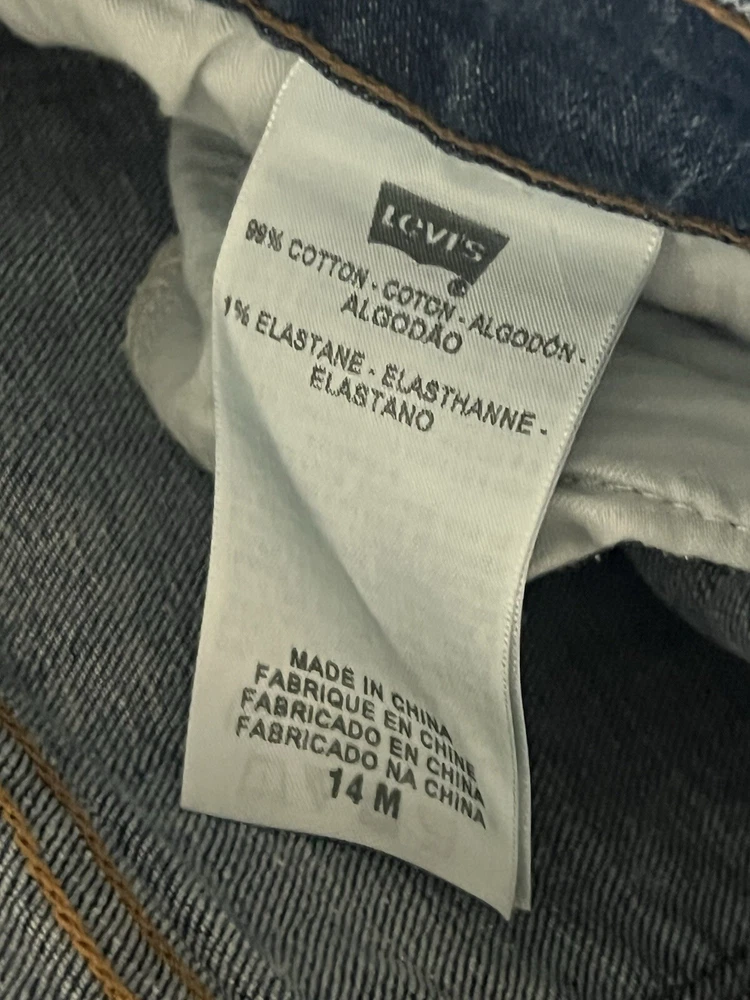 LEVI'S
®
99% COTTON - COTON - ALGODÓN -
ALGODÃO
1% ELASTANE - ELASTHANNE -
ELASTANO
MADE IN CHINA
FABRIQUE EN CHINE
FABRICADO EN CHINA
FABRICADO NA CHINA
14 M